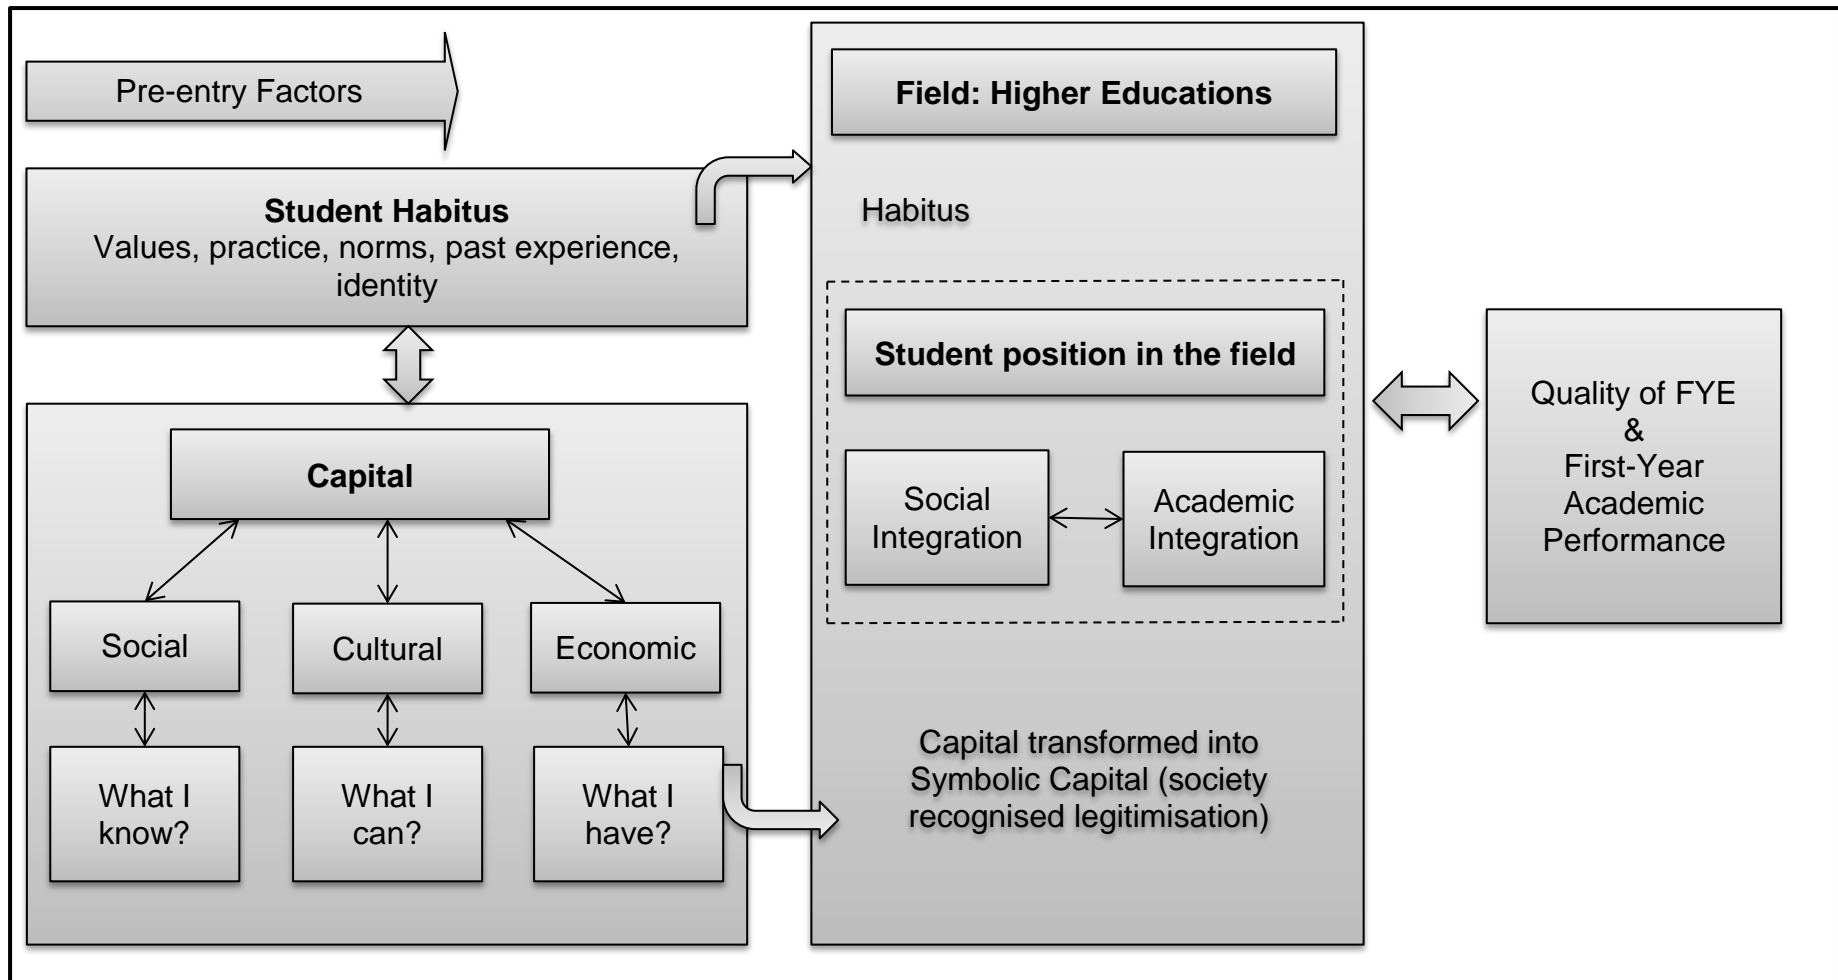 Pre-entry Factors
Student Habitus
Values, practice, norms, past experience,
identity
Capital
Social
Cultural
Economic
What I
know?
What I
can?
What I
have?
Field: Higher Educations
Habitus
Student position in the field
Social
Integration
Academic
Integration
Capital transformed into
Symbolic Capital (society
recognised legitimisation)
Quality of FYE
&
First-Year
Academic
Performance